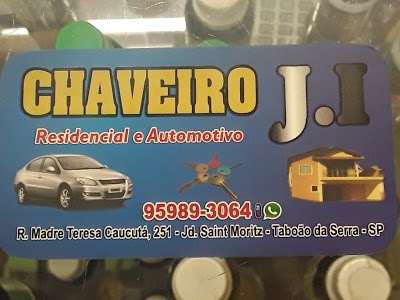 CHAVEIRO J.I
Residencial e Automotivo
95989-3064
R. Madre Teresa Caucutá, 251 - Jd. Saint Moritz - Taboão da Serra - SP